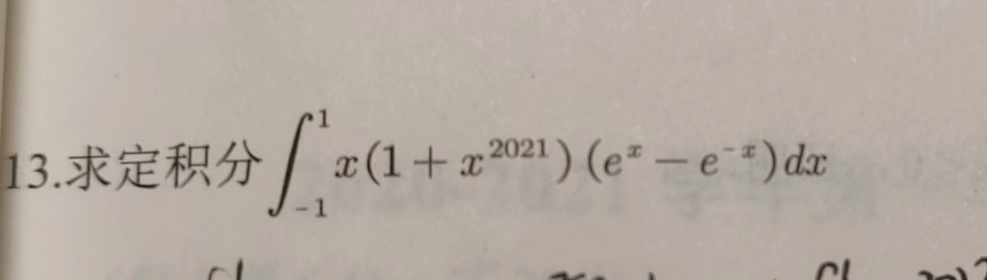 13.求定积分 ∫_{-1}^{1} x(1 + x^{2021})(e^x − e^{-x})dx